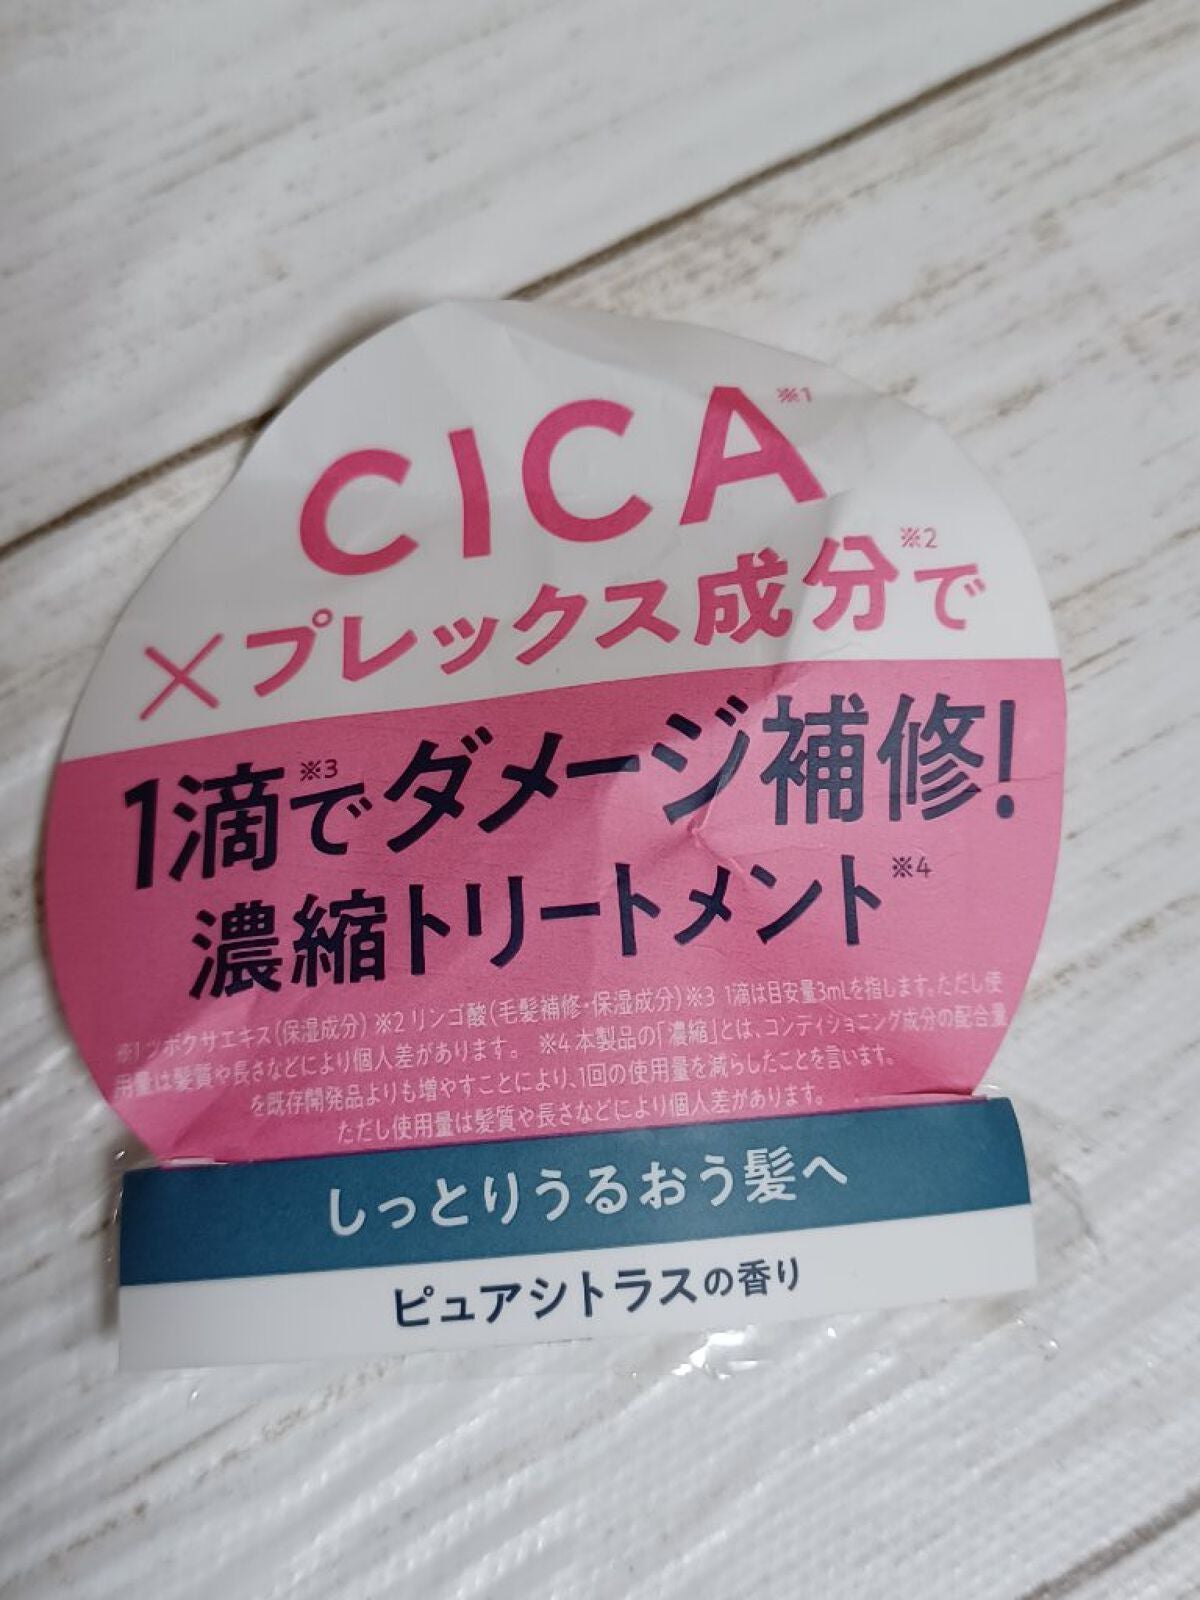 CICA※1
×プレックス成分※2で
1滴※3でダメージ補修!
濃縮トリートメント※4
※1 ツボクサエキス(保湿成分) ※2 リンゴ酸(毛髪補修・保湿成分)※3 1滴は目安量3mLを指します。ただし使
用量は髪質や長さなどにより個人差があります。 ※4 本製品の「濃縮」とは、コンディショニング成分の配合量
を既存開発品よりも増やすことにより、1回の使用量を減らしたことを言います。
ただし使用量は髪質や長さなどにより個人差があります。
しっとりうるおう髪へ
ピュアシトラスの香り